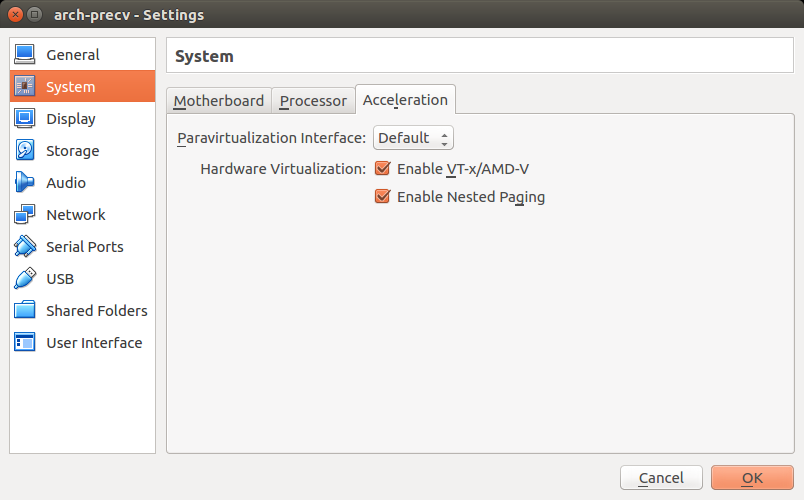 arch-precv - Settings
General
System
Display
Storage
Audio
Network
Serial Ports
USB
Shared Folders
User Interface
System
Motherboard Processor Acceleration
Paravirtualization Interface: Default
Hardware Virtualization: Enable VT-x/AMD-V
Enable Nested Paging
Cancel OK